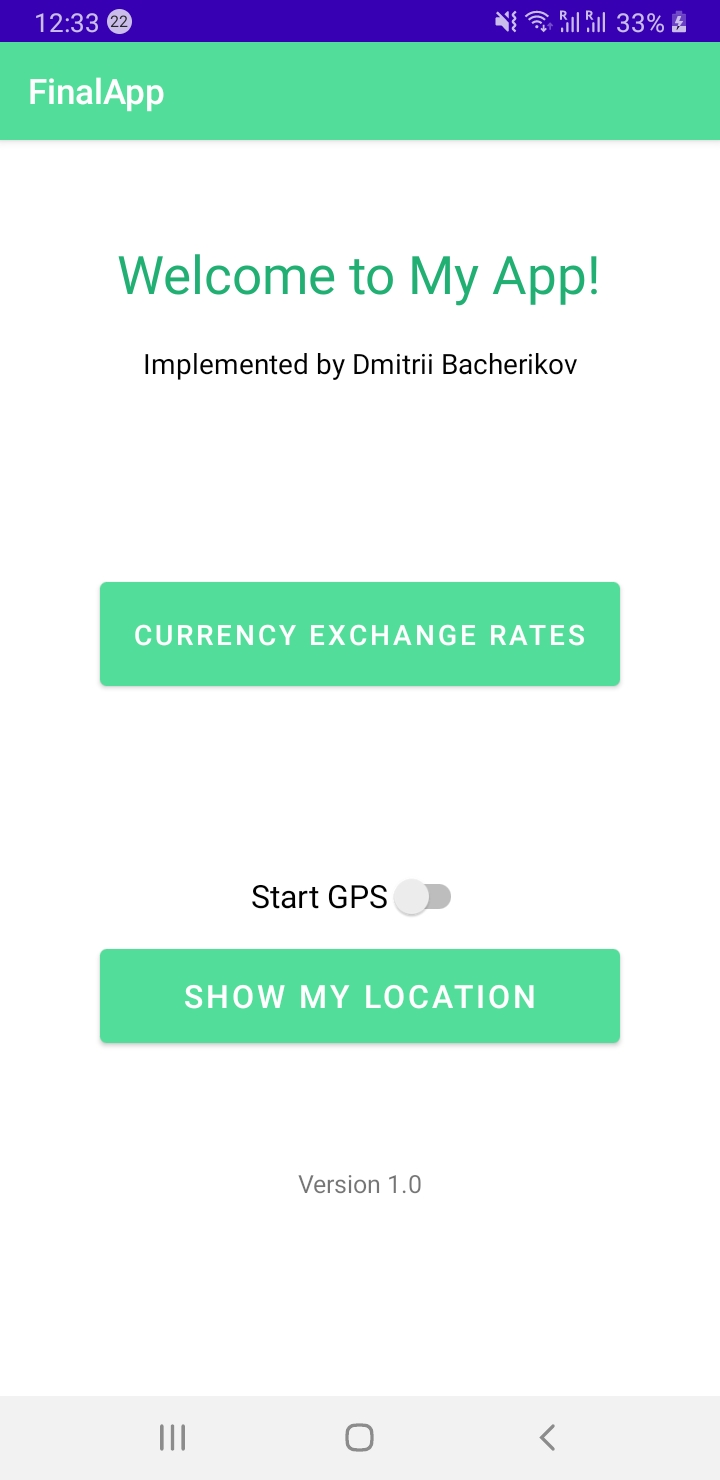 12:33 22 R R 33%
FinalApp
Welcome to My App!
Implemented by Dmitrii Bacherikov
CURRENCY EXCHANGE RATES
Start GPS
SHOW MY LOCATION
Version 1.0